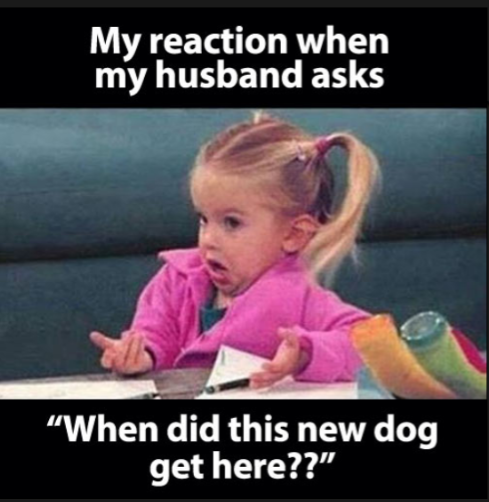 My reaction when
my husband asks
“When did this new dog
get here??”